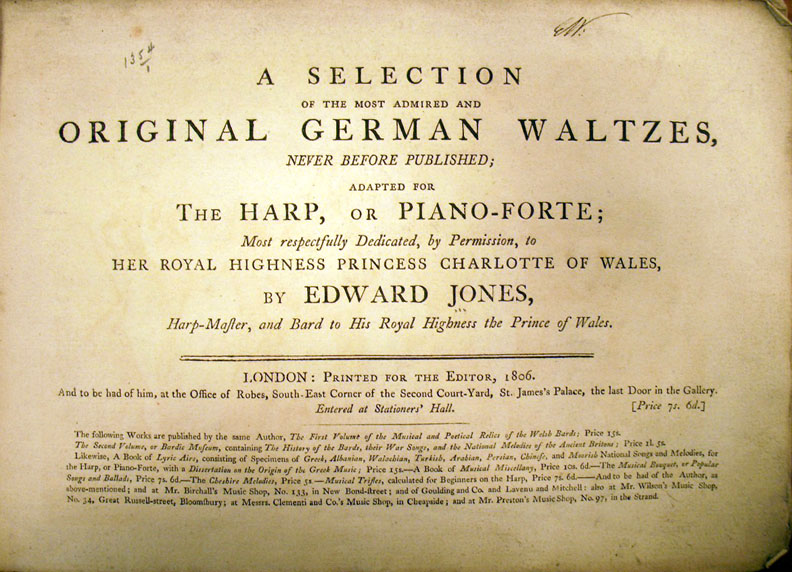 1354
1
EW.
A SELECTION
OF THE MOST ADMIRED AND
ORIGINAL GERMAN WALTZES,
NEVER BEFORE PUBLISHED;
ADAPTED FOR
THE HARP, OR PIANO-FORTE;
Most respectfully Dedicated, by Permission, to
HER ROYAL HIGHNESS PRINCESS CHARLOTTE OF WALES,
BY EDWARD JONES,
Harp-Maſter, and Bard to His Royal Highness the Prince of Wales.
LONDON: PRINTED FOR THE EDITOR, 1806.
And to be had of him, at the Office of Robes, South-East Corner of the Second Court-Yard, St. James's Palace, the last Door in the Gallery.
Entered at Stationers' Hall. [Price 7s. 6d.]
The following Works are published by the same Author, The First Volume of the Musical and Poetical Relics of the Welsh Bards; Price 15s.
The Second Volume, or Bardic Museum, containing The History of the Bards, their War Songs, and the National Melodies of the Ancient Britons; Price 1l. 5s.
Likewise, A Book of Lyric Airs, consisting of Specimens of Greek, Albanian, Walachian, Turkish, Arabian, Persian, Chinese, and Moorish National Songs and Melodies, for
the Harp, or Piano-Forte, with a Dissertation on the Origin of the Greek Music; Price 15s.—A Book of Musical Miscellany, Price 10s. 6d.—The Musical Bouquet, or Popular
Songs and Ballads, Price 7s. 6d.—The Cheshire Melodies, Price 5s.—Musical Trifles, calculated for Beginners on the Harp, Price 7s. 6d.——And to be had of the Author, as
above-mentioned; and at Mr. Birchall's Music Shop, No. 133, in New Bond-ſtreet; and of Goulding and Co. and Lavenu and Mitchell: also at Mr. Wilson's Music Shop,
No. 34, Great Russell-street, Bloomſbury; at Messrs. Clementi and Co.'s Music Shop, in Cheapside; and at Mr. Preston's Music Shop, No. 97, in the Strand.